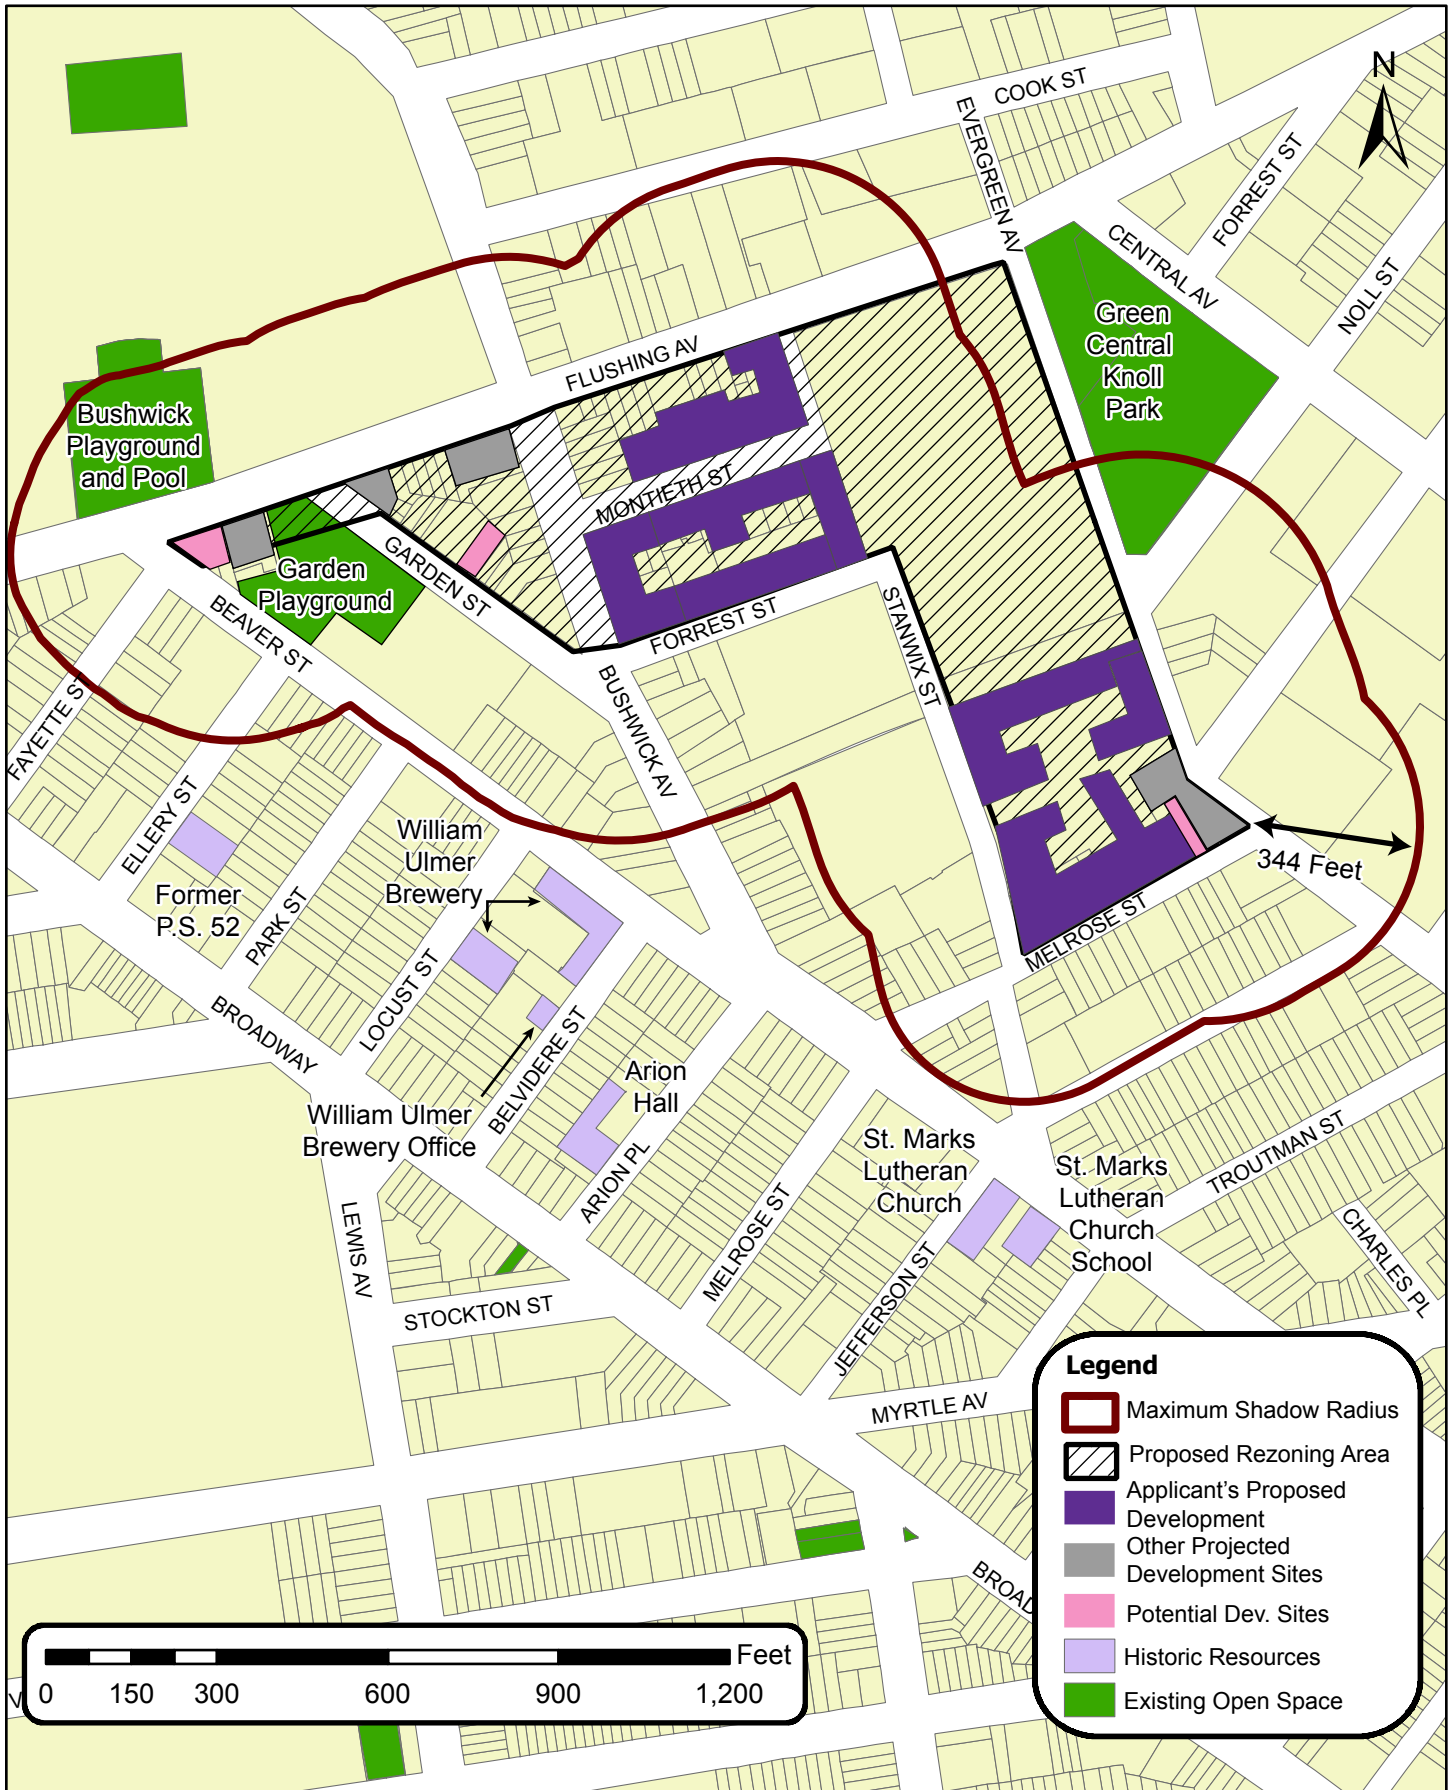 N
COOK ST
EVERGREEN AV
FORREST ST
CENTRAL AV
NOLL ST
Green
Central
Knoll
Park
FLUSHING AV
Bushwick
Playground
and Pool
MONTIETH ST
GARDEN ST
Garden
Playground
BEAVER ST
FORREST ST
STANWIX ST
BUSHWICK AV
FAYETTE ST
ELLERY ST
William
Ulmer
Brewery
344 Feet
Former
P.S. 52
PARK ST
MELROSE ST
LOCUST ST
BROADWAY
BELVIDERE ST
Arion
Hall
William Ulmer
Brewery Office
ARION PL
St. Marks
Lutheran
Church
St. Marks
Lutheran
Church
School
TROUTMAN ST
LEWIS AV
MELROSE ST
JEFFERSON ST
CHARLES PL
STOCKTON ST
MYRTLE AV
BROAD
Legend
Maximum Shadow Radius
Proposed Rezoning Area
Applicant's Proposed
Development
Other Projected
Development Sites
Potential Dev. Sites
Historic Resources
Existing Open Space
Feet
0 150 300 600 900 1,200
V